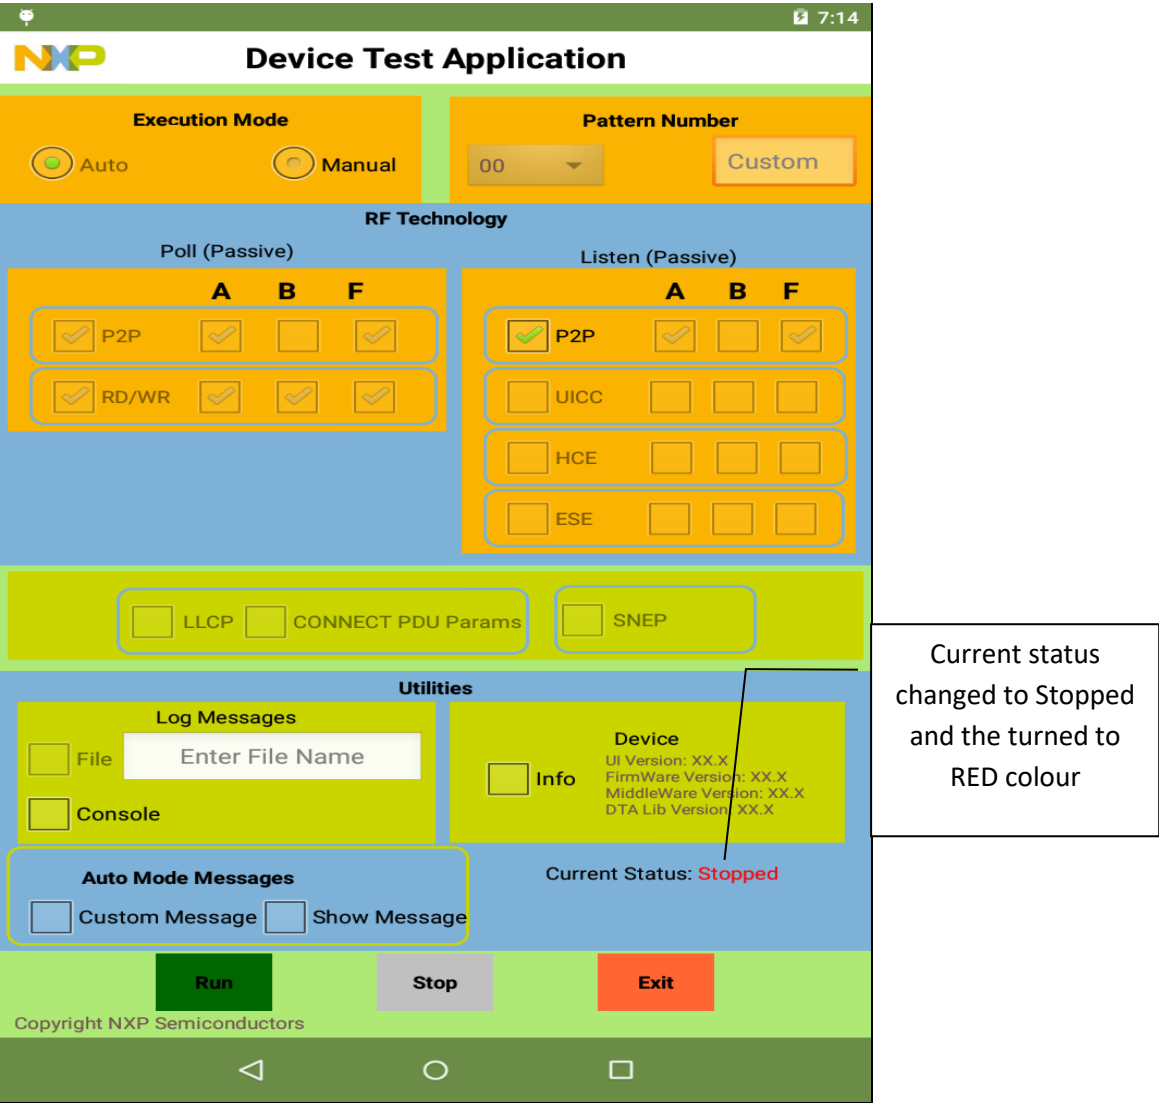 7:14
NXP
Device Test Application
Execution Mode
Auto
Manual
Pattern Number
00
Custom
RF Technology
Poll (Passive)
A B F
P2P
RD/WR
Listen (Passive)
A B F
P2P
UICC
HCE
ESE
LLCP
CONNECT PDU Params
SNEP
Utilities
Log Messages
File
Enter File Name
Console
Device
Info
UI Version: XX.X
FirmWare Version: XX.X
MiddleWare Version: XX.X
DTA Lib Version: XX.X
Auto Mode Messages
Custom Message
Show Message
Current Status: Stopped
Run
Stop
Exit
Copyright NXP Semiconductors
Current status
changed to Stopped
and the turned to
RED colour